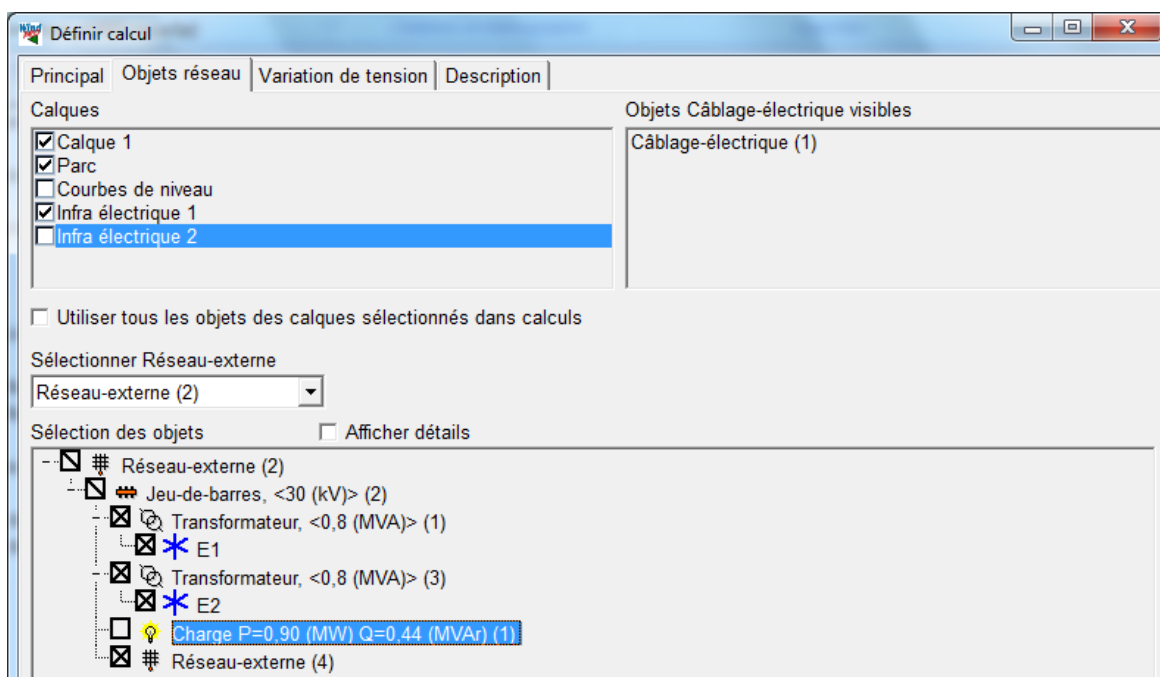 Définir calcul
Principal Objets réseau Variation de tension Description
Calques
Calque 1
Parc
Courbes de niveau
Infra électrique 1
Infra électrique 2
Objets Câblage-électrique visibles
Câblage-électrique (1)
Utiliser tous les objets des calques sélectionnés dans calculs
Sélectionner Réseau-externe
Réseau-externe (2)
Sélection des objets Afficher détails
Réseau-externe (2)
Jeu-de-barres, <30 (kV)> (2)
Transformateur, <0,8 (MVA)> (1)
E1
Transformateur, <0,8 (MVA)> (3)
E2
Charge P=0,90 (MW) Q=0,44 (MVAr) (1)
Réseau-externe (4)